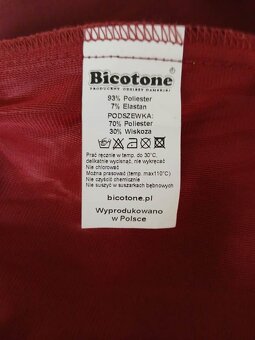 Bicotone
PRODUCENT ODZIEŻY DAMSKIEJ
93% Poliester
7% Elastan
PODSZEWKA:
70% Poliester
30% Wiskoza
Prać ręcznie w temp. do 30°C,
delikatnie wyżymać, nie wykręcać
Nie chlorować
Można prasować (temp. max110°C)
Nie czyścić chemicznie
Nie suszyć w suszarkach bębnowych
bicotone.pl
Wyprodukowano
w Polsce